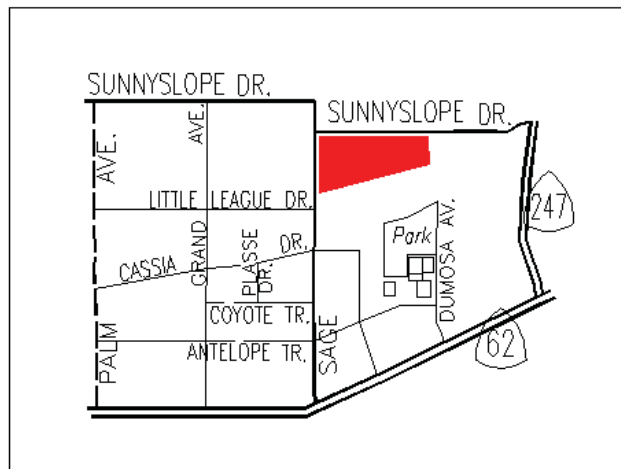 SUNNYSLOPE DR.
SUNNYSLOPE DR.
AVE.
AVE.
LITTLE LEAGUE DR.
247
Park
DUMOSA AV.
GRAND
PLASSE
DR.
DR.
CASSIA
COYOTE TR.
ANTELOPE TR.
PALM
SAGE
62